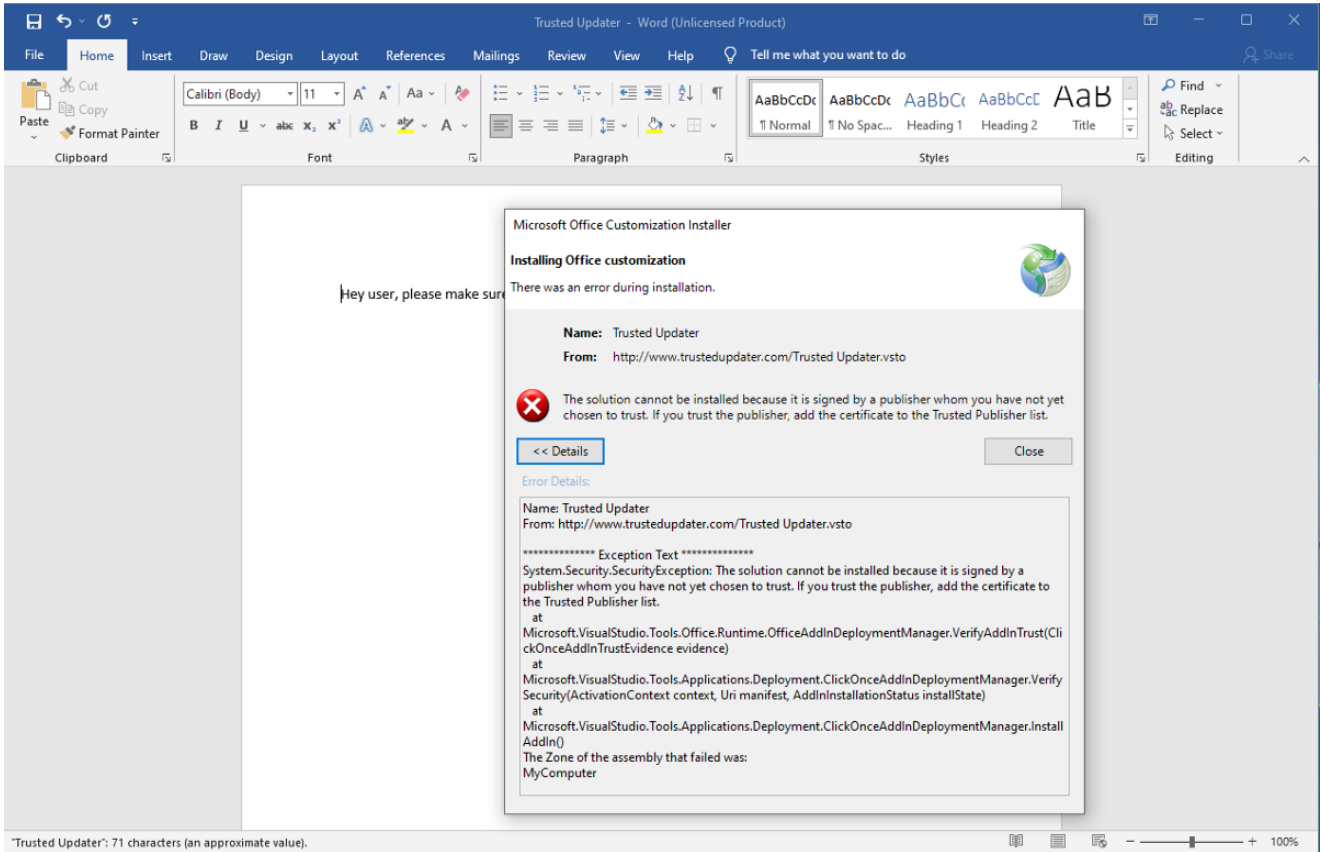 Trusted Updater - Word (Unlicensed Product)
File Home Insert Draw Design Layout References Mailings Review View Help Tell me what you want to do Share
Cut
Copy
Paste
Format Painter
Clipboard
Calibri (Body) 11 A A Aa
B I U abc X₂ X² A ab A
Font
Paragraph
AaBbCcDc AaBbCcDc AaBbCc AaBbCcD AaB
¶ Normal ¶ No Spac... Heading 1 Heading 2 Title
Styles
Find
Replace
Select
Editing
Hey user, please make sure
Microsoft Office Customization Installer
Installing Office customization
There was an error during installation.
Name: Trusted Updater
From: http://www.trustedupdater.com/Trusted Updater.vsto
The solution cannot be installed because it is signed by a publisher whom you have not yet
chosen to trust. If you trust the publisher, add the certificate to the Trusted Publisher list.
<< Details Close
Error Details:
Name: Trusted Updater
From: http://www.trustedupdater.com/Trusted Updater.vsto
************** Exception Text **************
System.Security.SecurityException: The solution cannot be installed because it is signed by a
publisher whom you have not yet chosen to trust. If you trust the publisher, add the certificate to
the Trusted Publisher list.
at
Microsoft.VisualStudio.Tools.Office.Runtime.OfficeAddInDeploymentManager.VerifyAddInTrust(Cli
ckOnceAddInTrustEvidence evidence)
at
Microsoft.VisualStudio.Tools.Applications.Deployment.ClickOnceAddInDeploymentManager.Verify
Security(ActivationContext context, Uri manifest, AddInInstallationStatus installState)
at
Microsoft.VisualStudio.Tools.Applications.Deployment.ClickOnceAddInDeploymentManager.Install
AddIn()
The Zone of the assembly that failed was:
MyComputer
"Trusted Updater": 71 characters (an approximate value). 100%